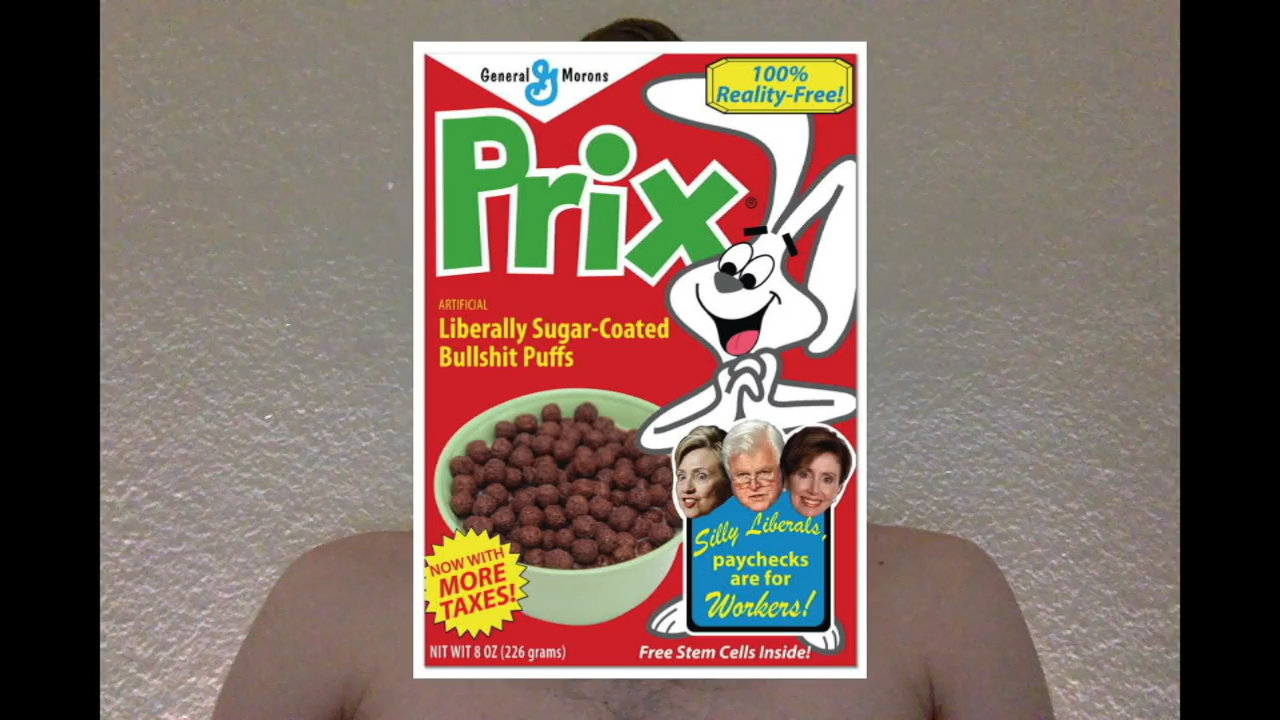 General Morons
100%
Reality-Free!
Prix®
ARTIFICIAL
Liberally Sugar-Coated
Bullshit Puffs
NOW WITH
MORE
TAXES!
Silly Liberals,
paychecks
are for
Workers!
NIT WIT 8 OZ (226 grams)
Free Stem Cells Inside!